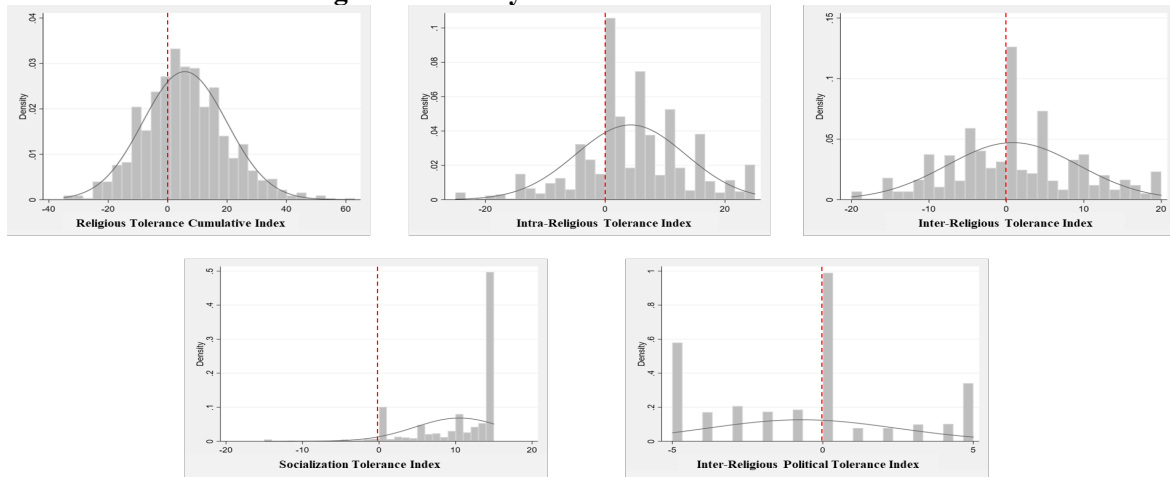 .04
.03
.02
.01
0
Density
-40 -20 0 20 40 60
Religious Tolerance Cumulative Index
.1
.08
.06
.04
.02
0
Density
-20 0 20
Intra-Religious Tolerance Index
.15
.1
.05
0
Density
-20 -10 0 10 20
Inter-Religious Tolerance Index
.5
.4
.3
.2
.1
0
Density
-20 -10 0 10 20
Socialization Tolerance Index
1
.8
.6
.4
.2
0
Density
-5 0 5
Inter-Religious Political Tolerance Index